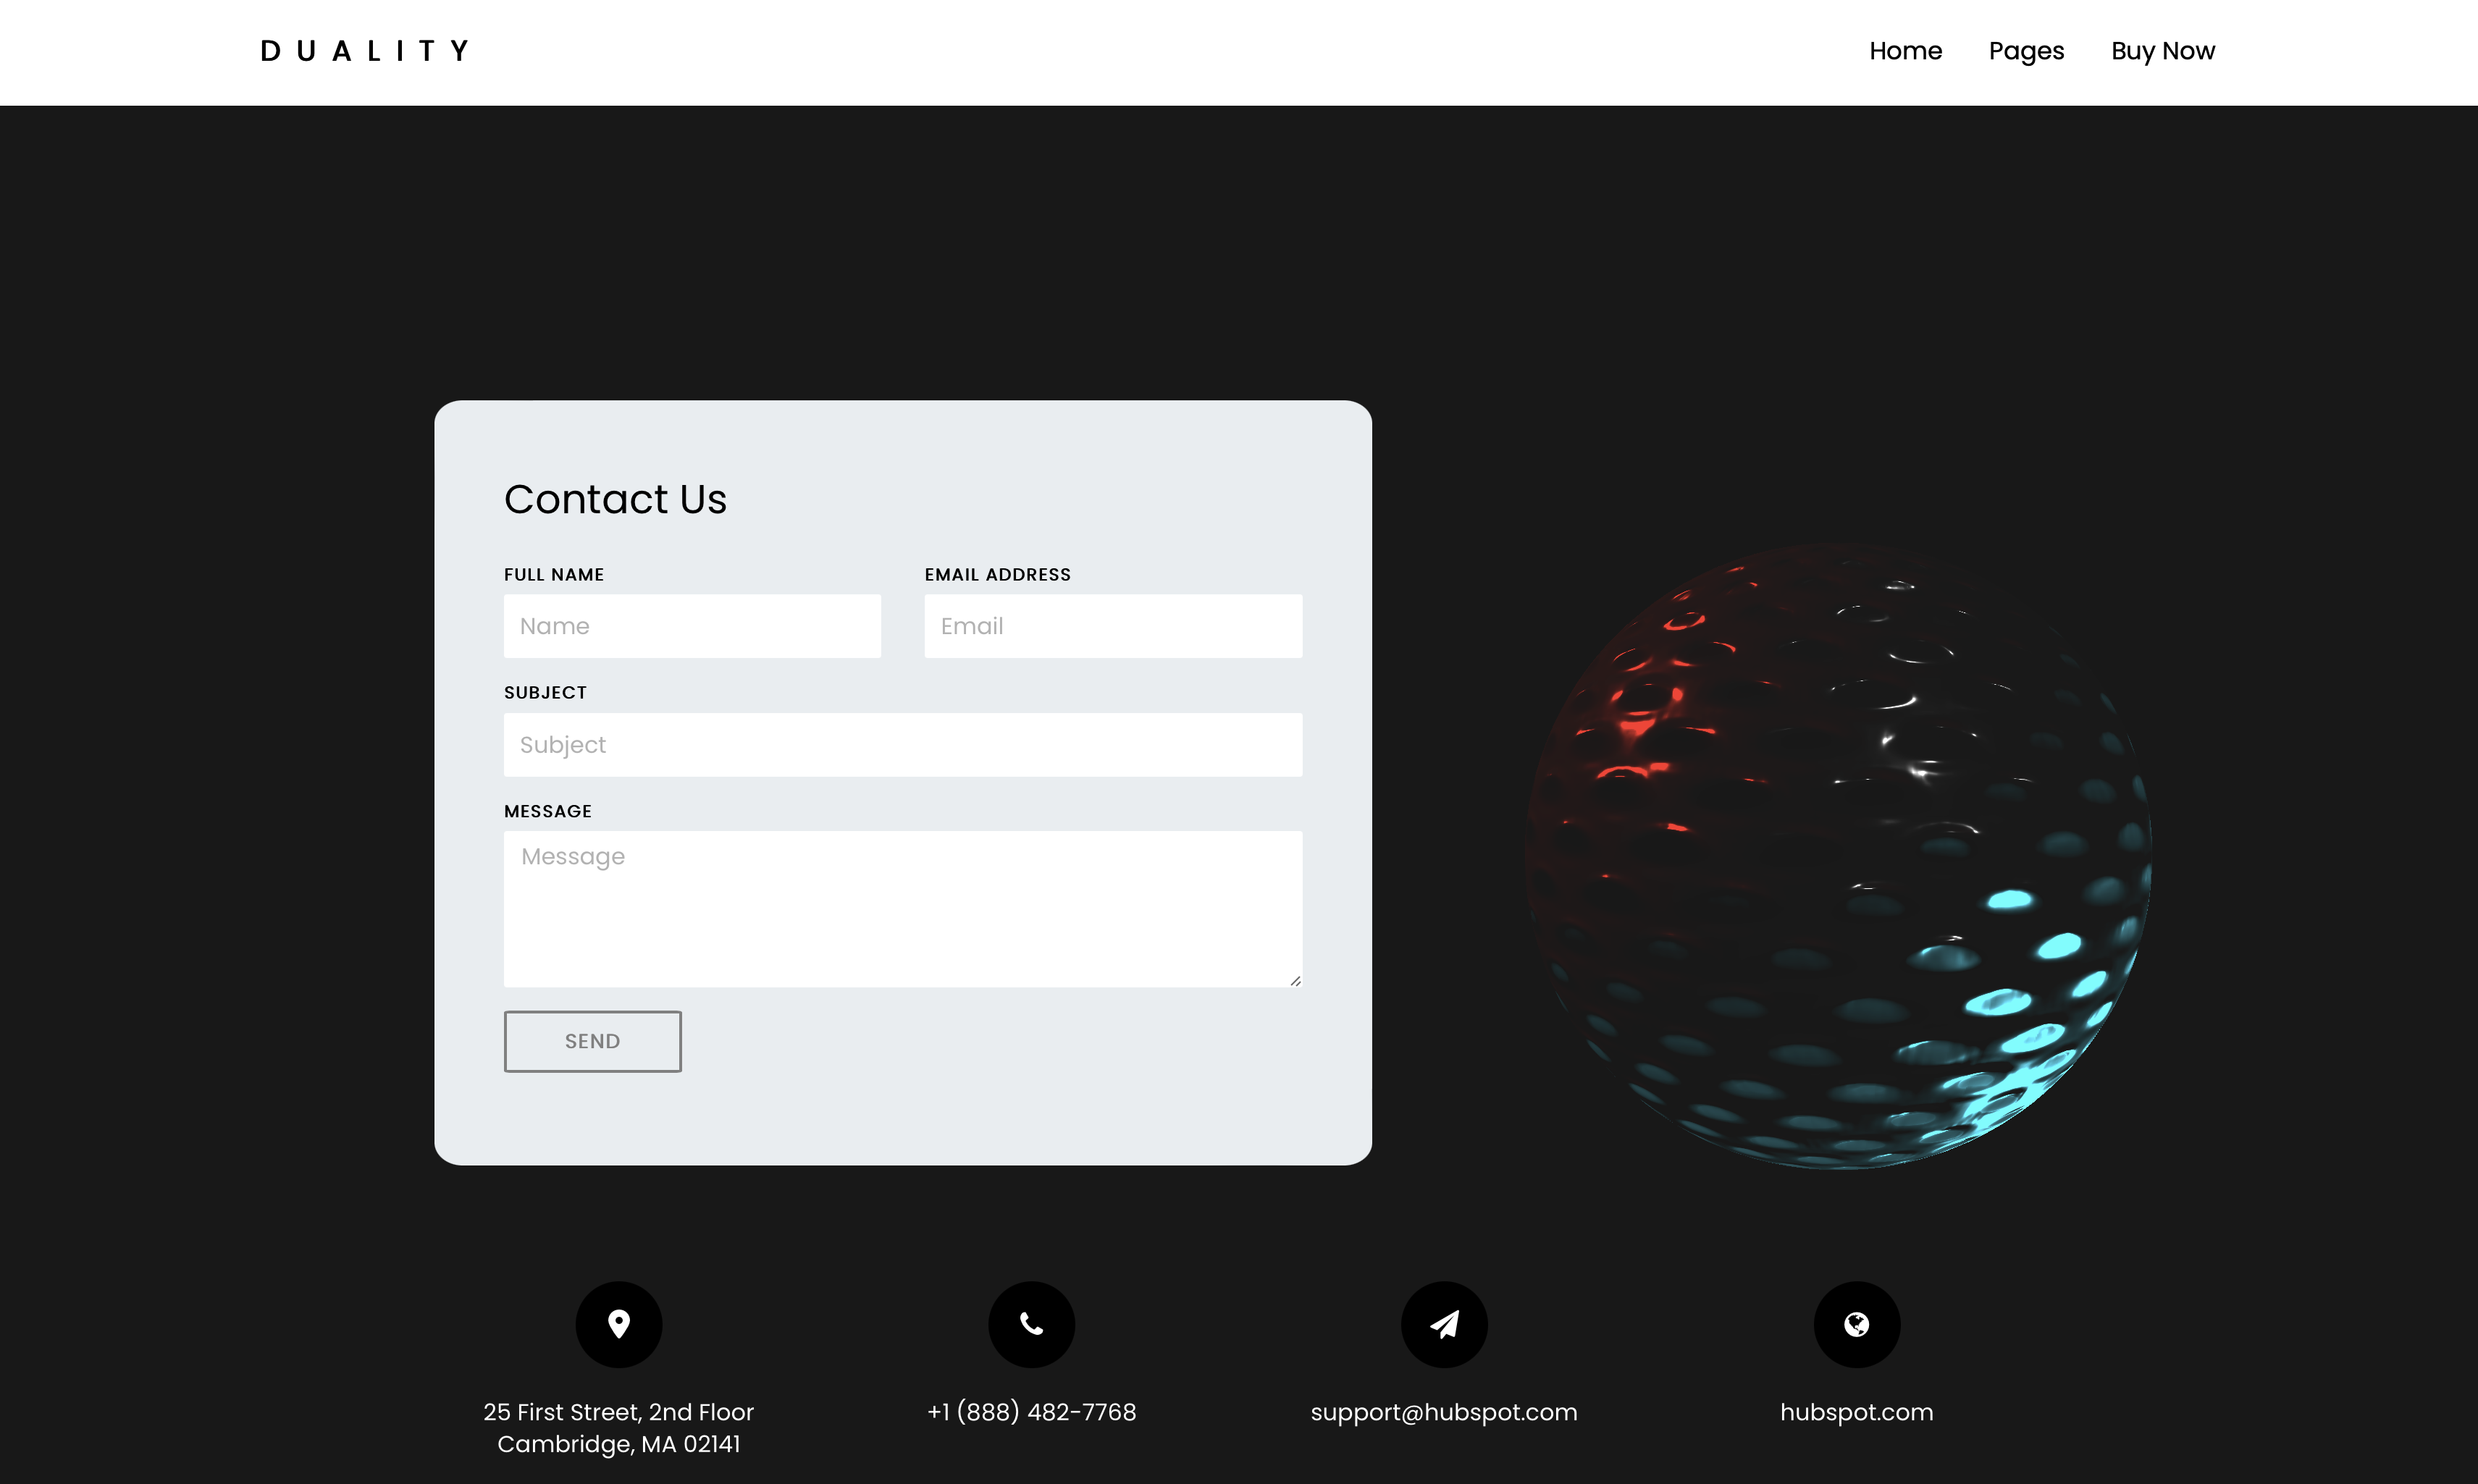 DUALITY
Home Pages Buy Now
Contact Us
FULL NAME EMAIL ADDRESS
Name Email
SUBJECT
Subject
MESSAGE
Message
SEND
25 First Street, 2nd Floor
Cambridge, MA 02141
+1 (888) 482-7768
support@hubspot.com
hubspot.com